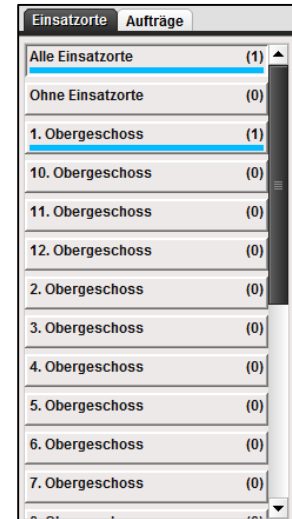 Einsatzorte Aufträge
Alle Einsatzorte (1)
Ohne Einsatzorte (0)
1. Obergeschoss (1)
10. Obergeschoss (0)
11. Obergeschoss (0)
12. Obergeschoss (0)
2. Obergeschoss (0)
3. Obergeschoss (0)
4. Obergeschoss (0)
5. Obergeschoss (0)
6. Obergeschoss (0)
7. Obergeschoss (0)